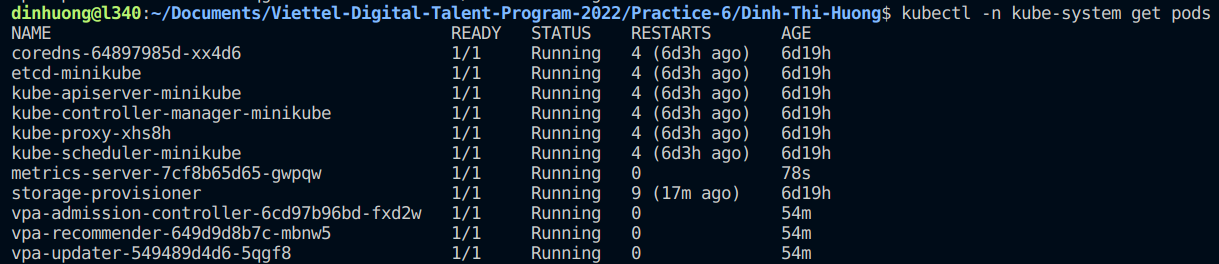 dinhuong@l340:~/Documents/Viettel-Digital-Talent-Program-2022/Practice-6/Dinh-Thi-Huong$ kubectl -n kube-system get pods
NAME READY STATUS RESTARTS AGE
coredns-64897985d-xx4d6 1/1 Running 4 (6d3h ago) 6d19h
etcd-minikube 1/1 Running 4 (6d3h ago) 6d19h
kube-apiserver-minikube 1/1 Running 4 (6d3h ago) 6d19h
kube-controller-manager-minikube 1/1 Running 4 (6d3h ago) 6d19h
kube-proxy-xhs8h 1/1 Running 4 (6d3h ago) 6d19h
kube-scheduler-minikube 1/1 Running 4 (6d3h ago) 6d19h
metrics-server-7cf8b65d65-gwpqw 1/1 Running 0 78s
storage-provisioner 1/1 Running 9 (17m ago) 6d19h
vpa-admission-controller-6cd97b96bd-fxd2w 1/1 Running 0 54m
vpa-recommender-649d9d8b7c-mbnw5 1/1 Running 0 54m
vpa-updater-549489d4d6-5qgf8 1/1 Running 0 54m